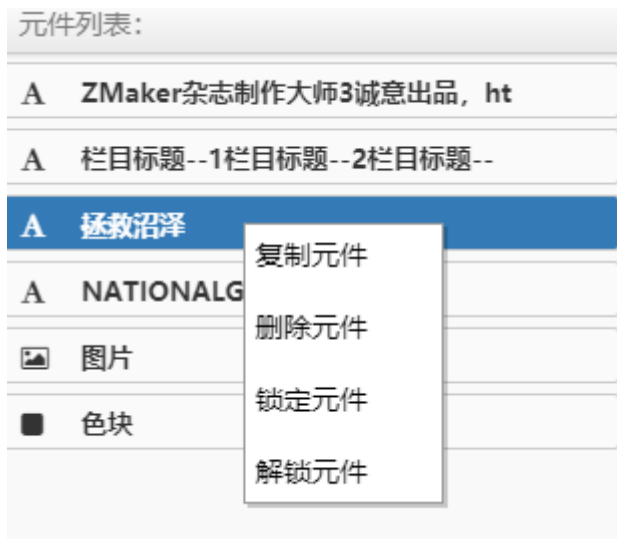 元件列表：
A ZMaker杂志制作大师3诚意出品，ht
A 栏目标题--1栏目标题--2栏目标题--
A 拯救沼泽
复制元件
A NATIONALG
删除元件
图片
锁定元件
色块
解锁元件